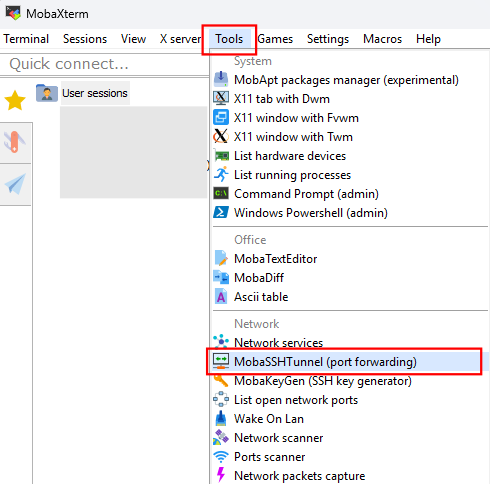 MobaXterm
Terminal Sessions View X server Tools Games Settings Macros Help
Quick connect...
User sessions
System
MobApt packages manager (experimental)
X11 tab with Dwm
X11 window with Fvwm
X11 window with Twm
List hardware devices
List running processes
Command Prompt (admin)
Windows Powershell (admin)
Office
MobaTextEditor
MobaDiff
Ascii table
Network
Network services
MobaSSHTunnel (port forwarding)
MobaKeyGen (SSH key generator)
List open network ports
Wake On Lan
Network scanner
Ports scanner
Network packets capture